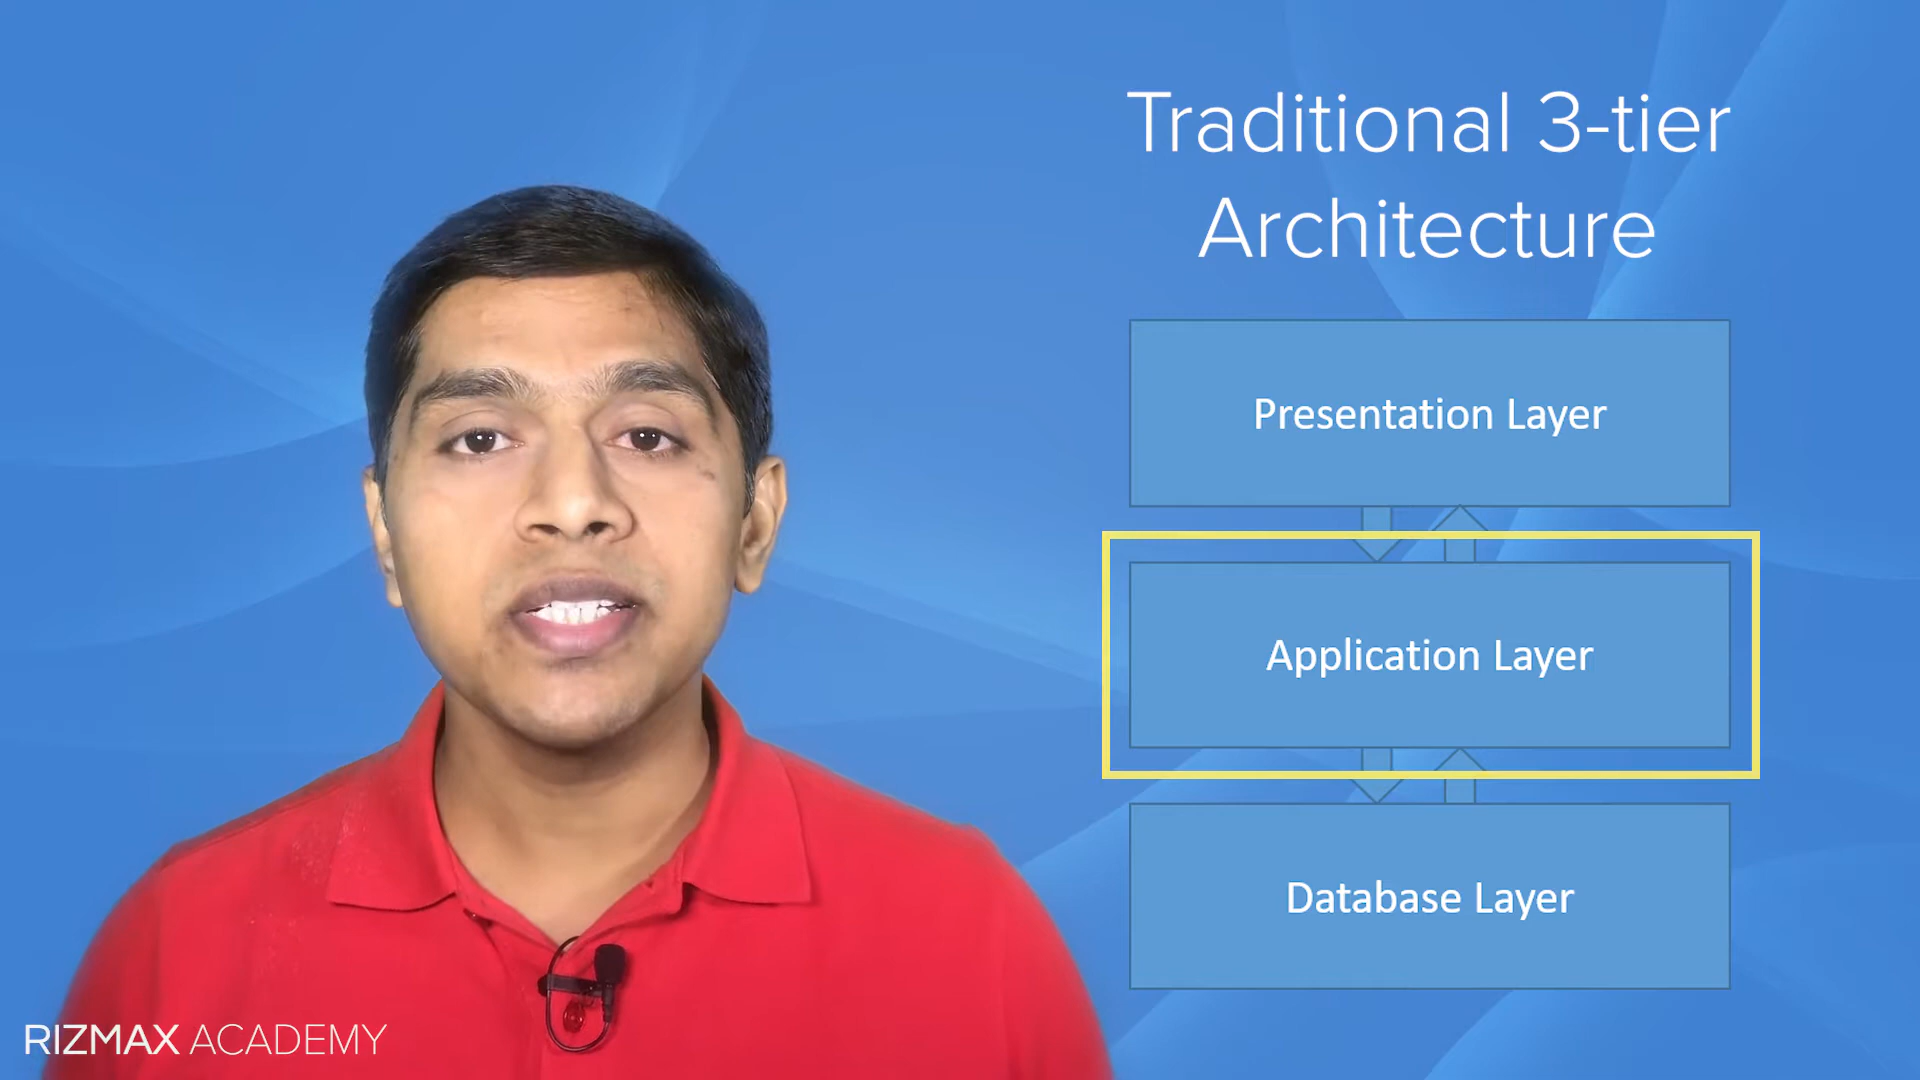 Traditional 3-tier
Architecture
Presentation Layer
Application Layer
Database Layer
RIZMAX ACADEMY